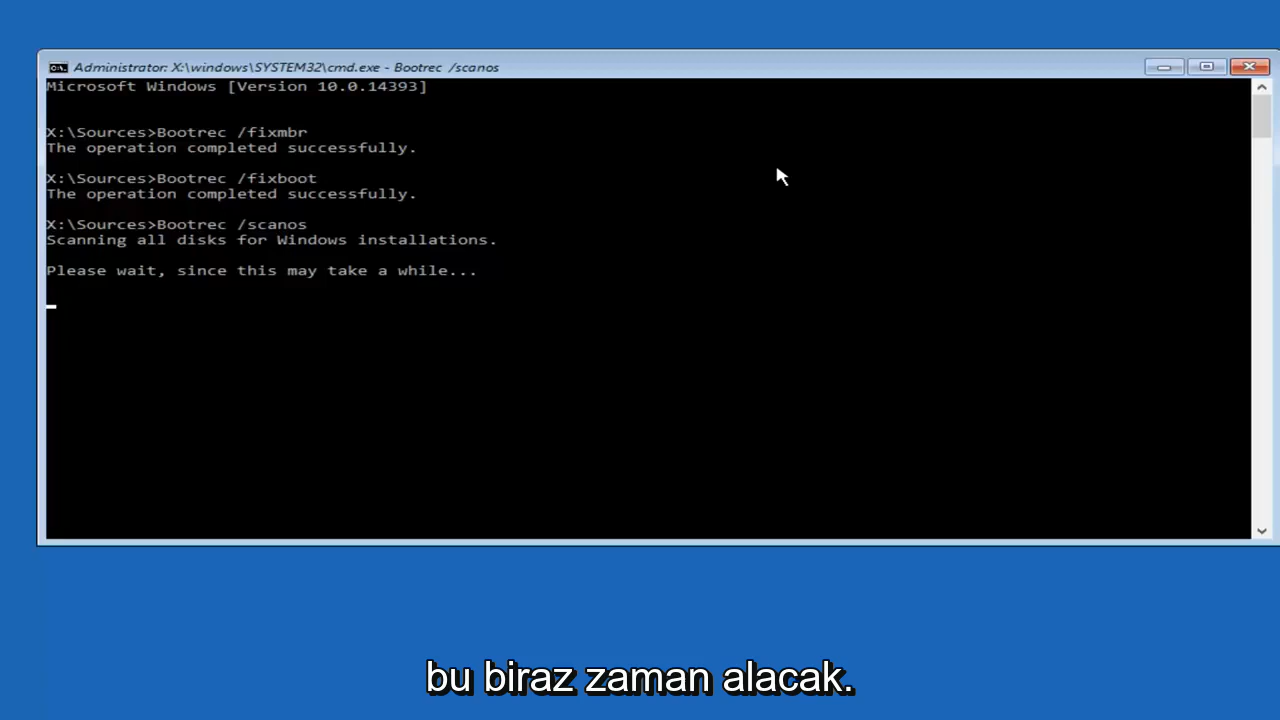 Administrator: X:\windows\SYSTEM32\cmd.exe - Bootrec /scanos
Microsoft Windows [Version 10.0.14393]
X:\Sources>Bootrec /fixmbr
The operation completed successfully.
X:\Sources>Bootrec /fixboot
The operation completed successfully.
X:\Sources>Bootrec /scanos
Scanning all disks for Windows installations.
Please wait, since this may take a while...
bu biraz zaman alacak.